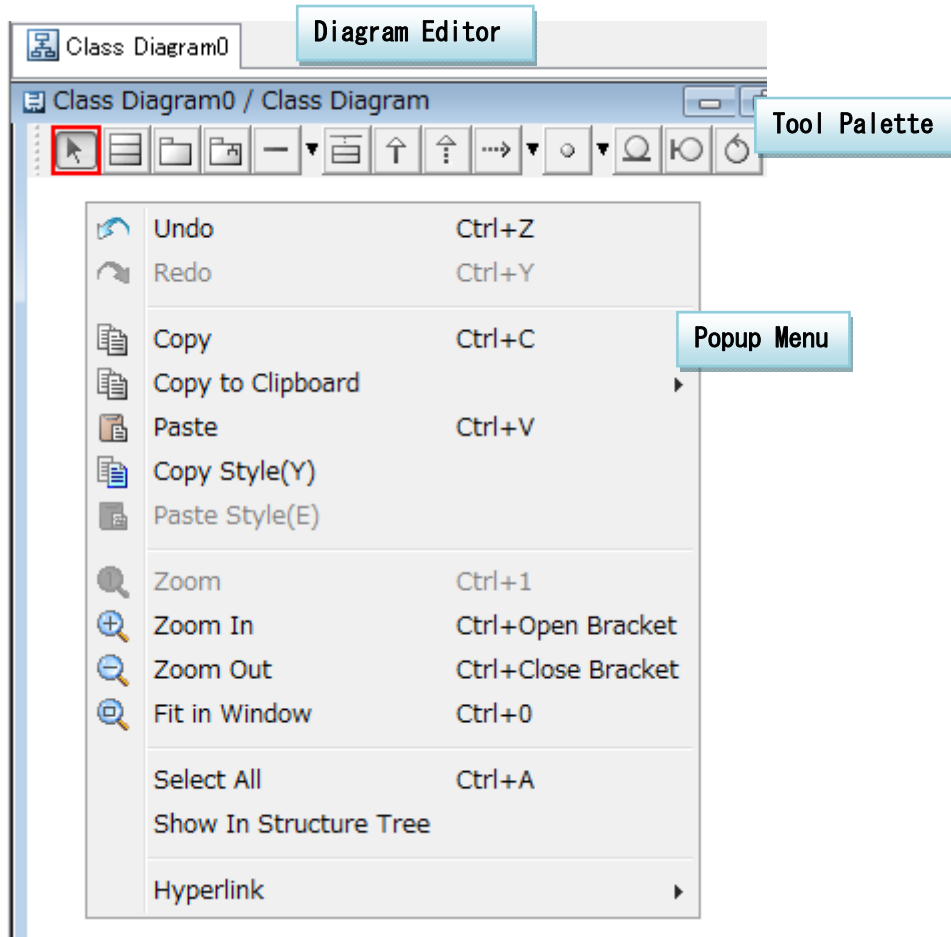 Diagram Editor
Class Diagram0
Class Diagram0 / Class Diagram
Tool Palette
Undo Ctrl+Z
Redo Ctrl+Y
Copy Ctrl+C
Popup Menu
Copy to Clipboard
Paste Ctrl+V
Copy Style(Y)
Paste Style(E)
Zoom Ctrl+1
Zoom In Ctrl+Open Bracket
Zoom Out Ctrl+Close Bracket
Fit in Window Ctrl+0
Select All Ctrl+A
Show In Structure Tree
Hyperlink